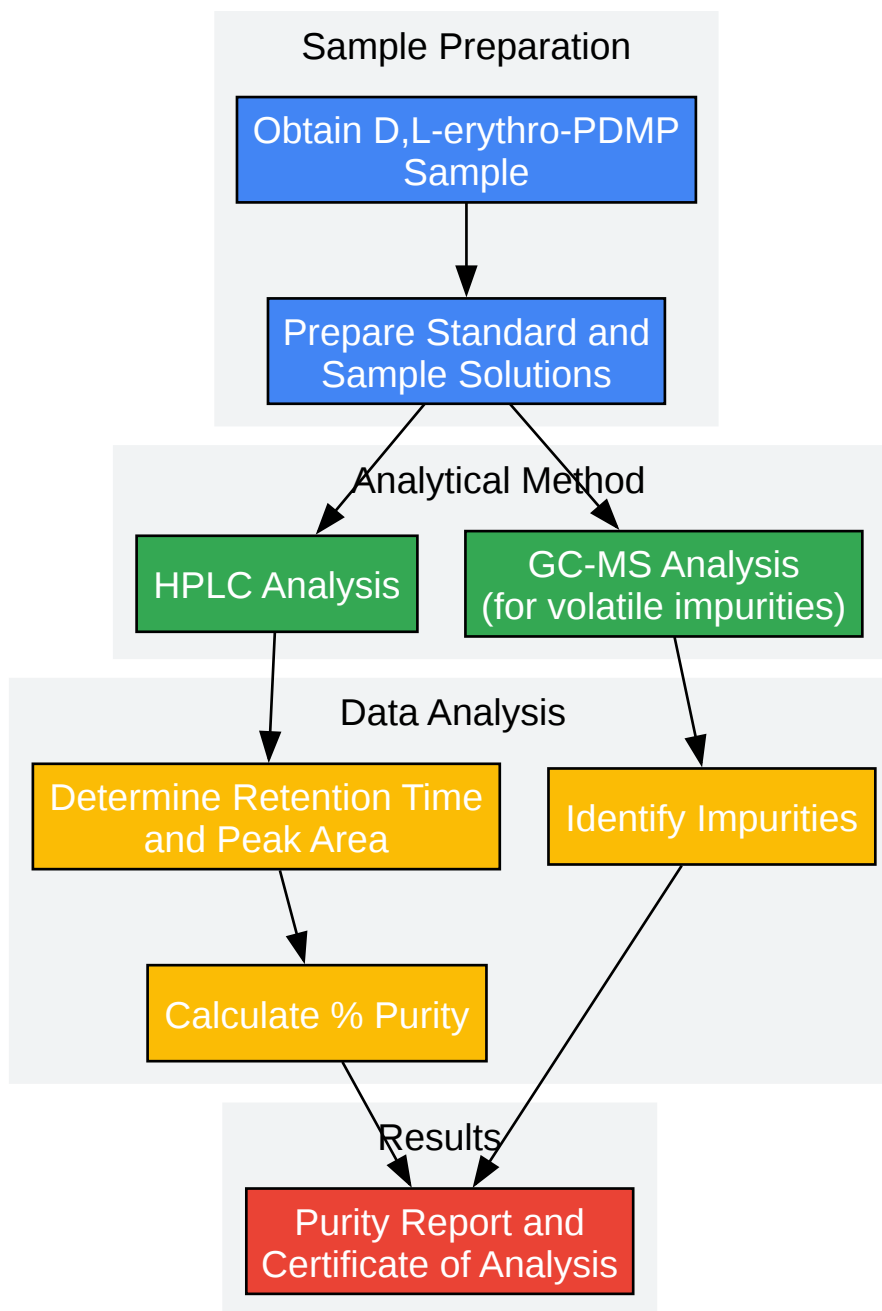 Sample Preparation
Obtain D,L-erythro-PDMP
Sample
Prepare Standard and
Sample Solutions
Analytical Method
HPLC Analysis
GC-MS Analysis
(for volatile impurities)
Data Analysis
Determine Retention Time
and Peak Area
Identify Impurities
Calculate % Purity
Results
Purity Report and
Certificate of Analysis